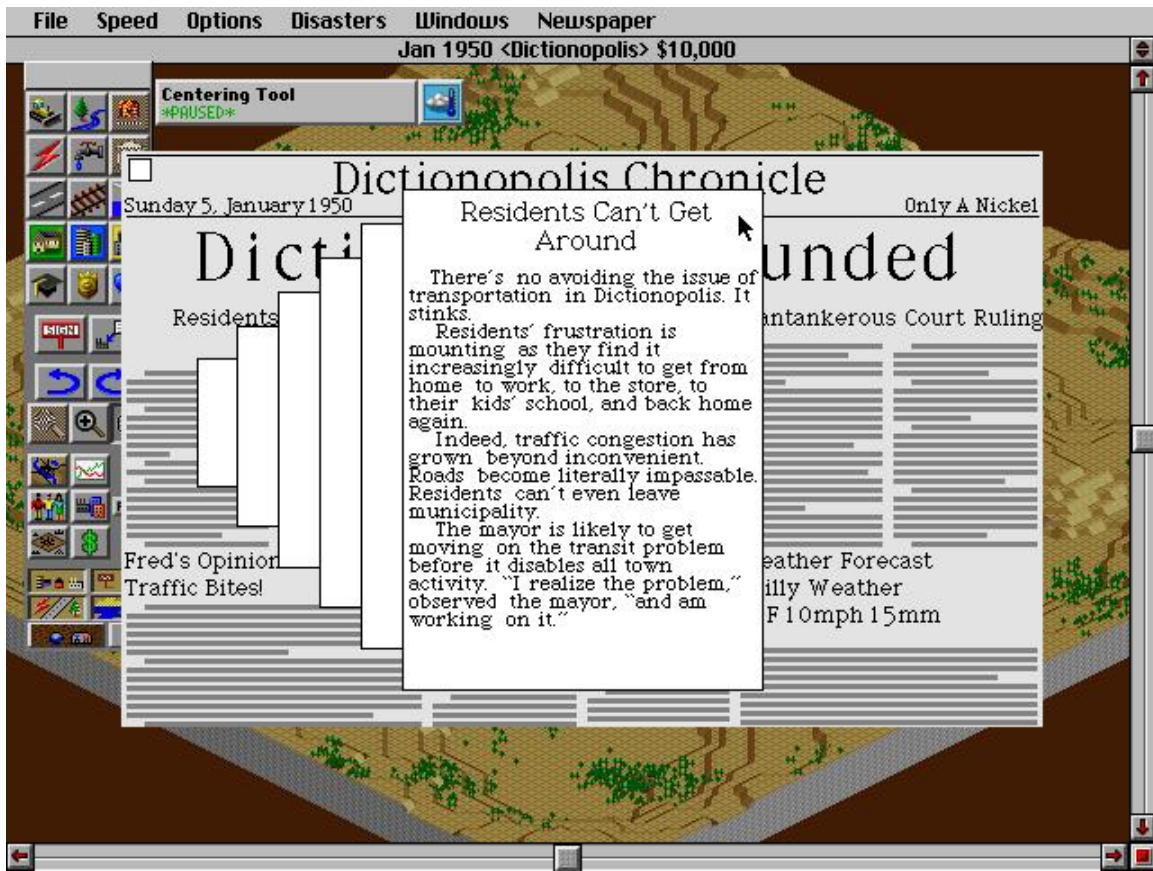 File Speed Options Disasters Windows Newspaper
Jan 1950 <Dictionopolis> $10,000
Centering Tool
*PAUSED*
SIGN
Dictionopolis Chronicle
Sunday 5, January 1950
Only A Nickel
Residents
Cantankerous Court Ruling
Residents Can't Get
Around
There's no avoiding the issue of
transportation in Dictionopolis. It
stinks.
Residents' frustration is
mounting as they find it
increasingly difficult to get from
home to work, to the store, to
their kids' school, and back home
again.
Indeed, traffic congestion has
grown beyond inconvenient.
Roads become literally impassable.
Residents can't even leave
municipality.
The mayor is likely to get
moving on the transit problem
before it disables all town
activity. “I realize the problem,”
observed the mayor, “and am
working on it.”
Fred's Opinion
Traffic Bites!
Forecast
Weather
F 10mph 15mm